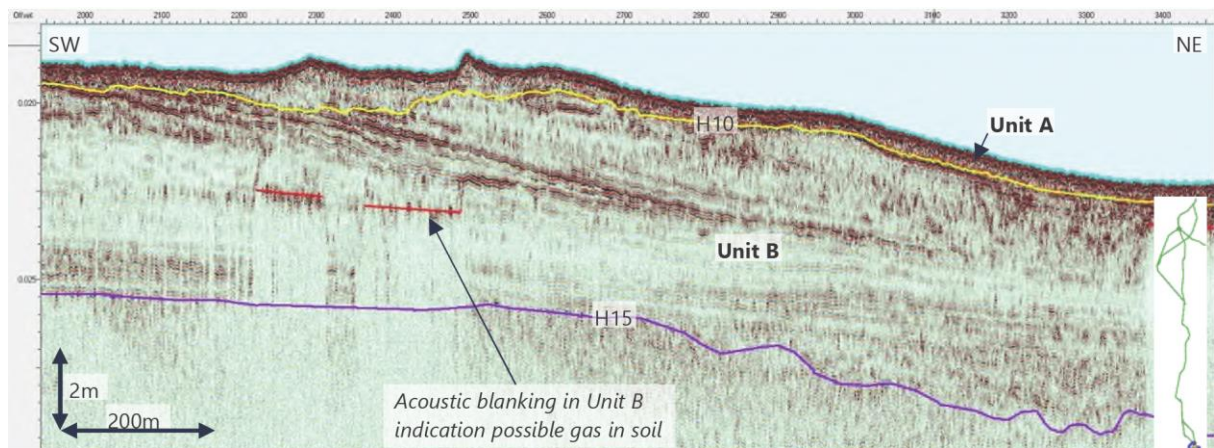 Offset: 2000 2100 2200 2300 2400 2500 2600 2700 2800 2900 3000 3100 3200 3300 3400
SW
NE
0.020
H10
Unit A
Unit B
0.025
H15
2m
200m
Acoustic blanking in Unit B
indication possible gas in soil